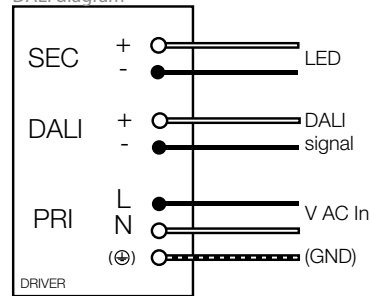 DALI diagram
SEC + - LED
DALI + - DALI signal
PRI L N V AC In
(⏚) (GND)
DRIVER